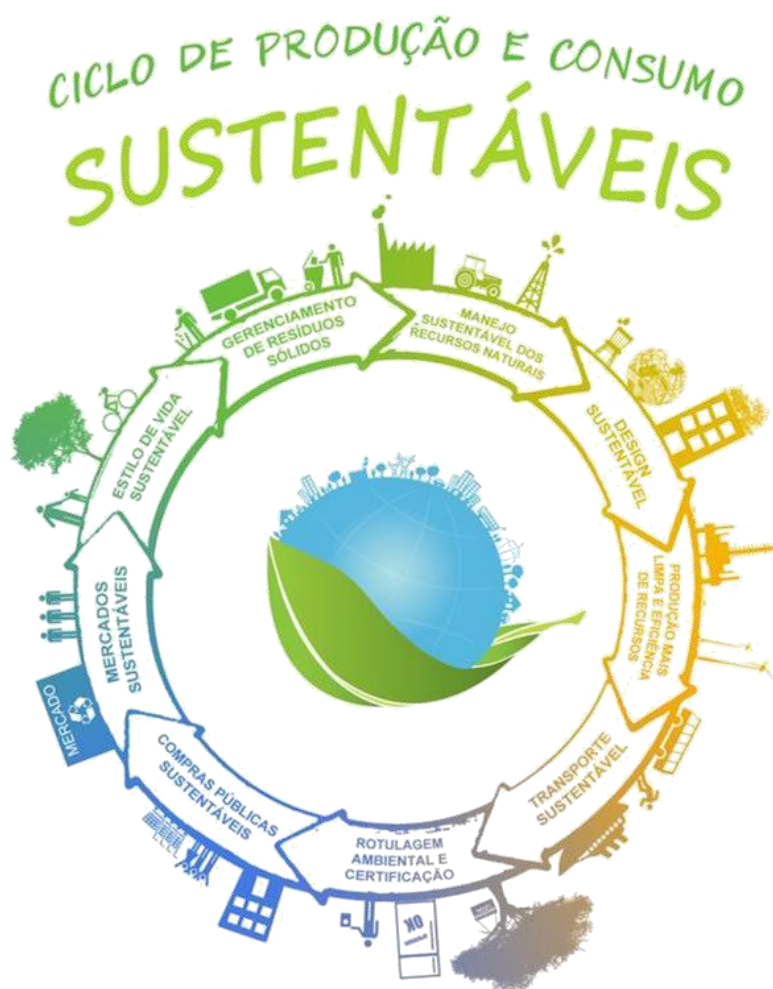 CICLO DE PRODUÇÃO E CONSUMO
SUSTENTÁVEIS
MANEJO
SUSTENTÁVEL DOS
RECURSOS NATURAIS
DESIGN
SUSTENTÁVEL
PRODUÇÃO MAIS
LIMPA E EFICIÊNCIA
DE RECURSOS
TRANSPORTE
SUSTENTÁVEL
ROTULAGEM
AMBIENTAL E
CERTIFICAÇÃO
OK
COMPRAS PÚBLICAS
SUSTENTÁVEIS
MERCADOS
SUSTENTÁVEIS
MERCADO
ESTILO DE VIDA
SUSTENTÁVEL
GERENCIAMENTO
DE RESÍDUOS
SÓLIDOS